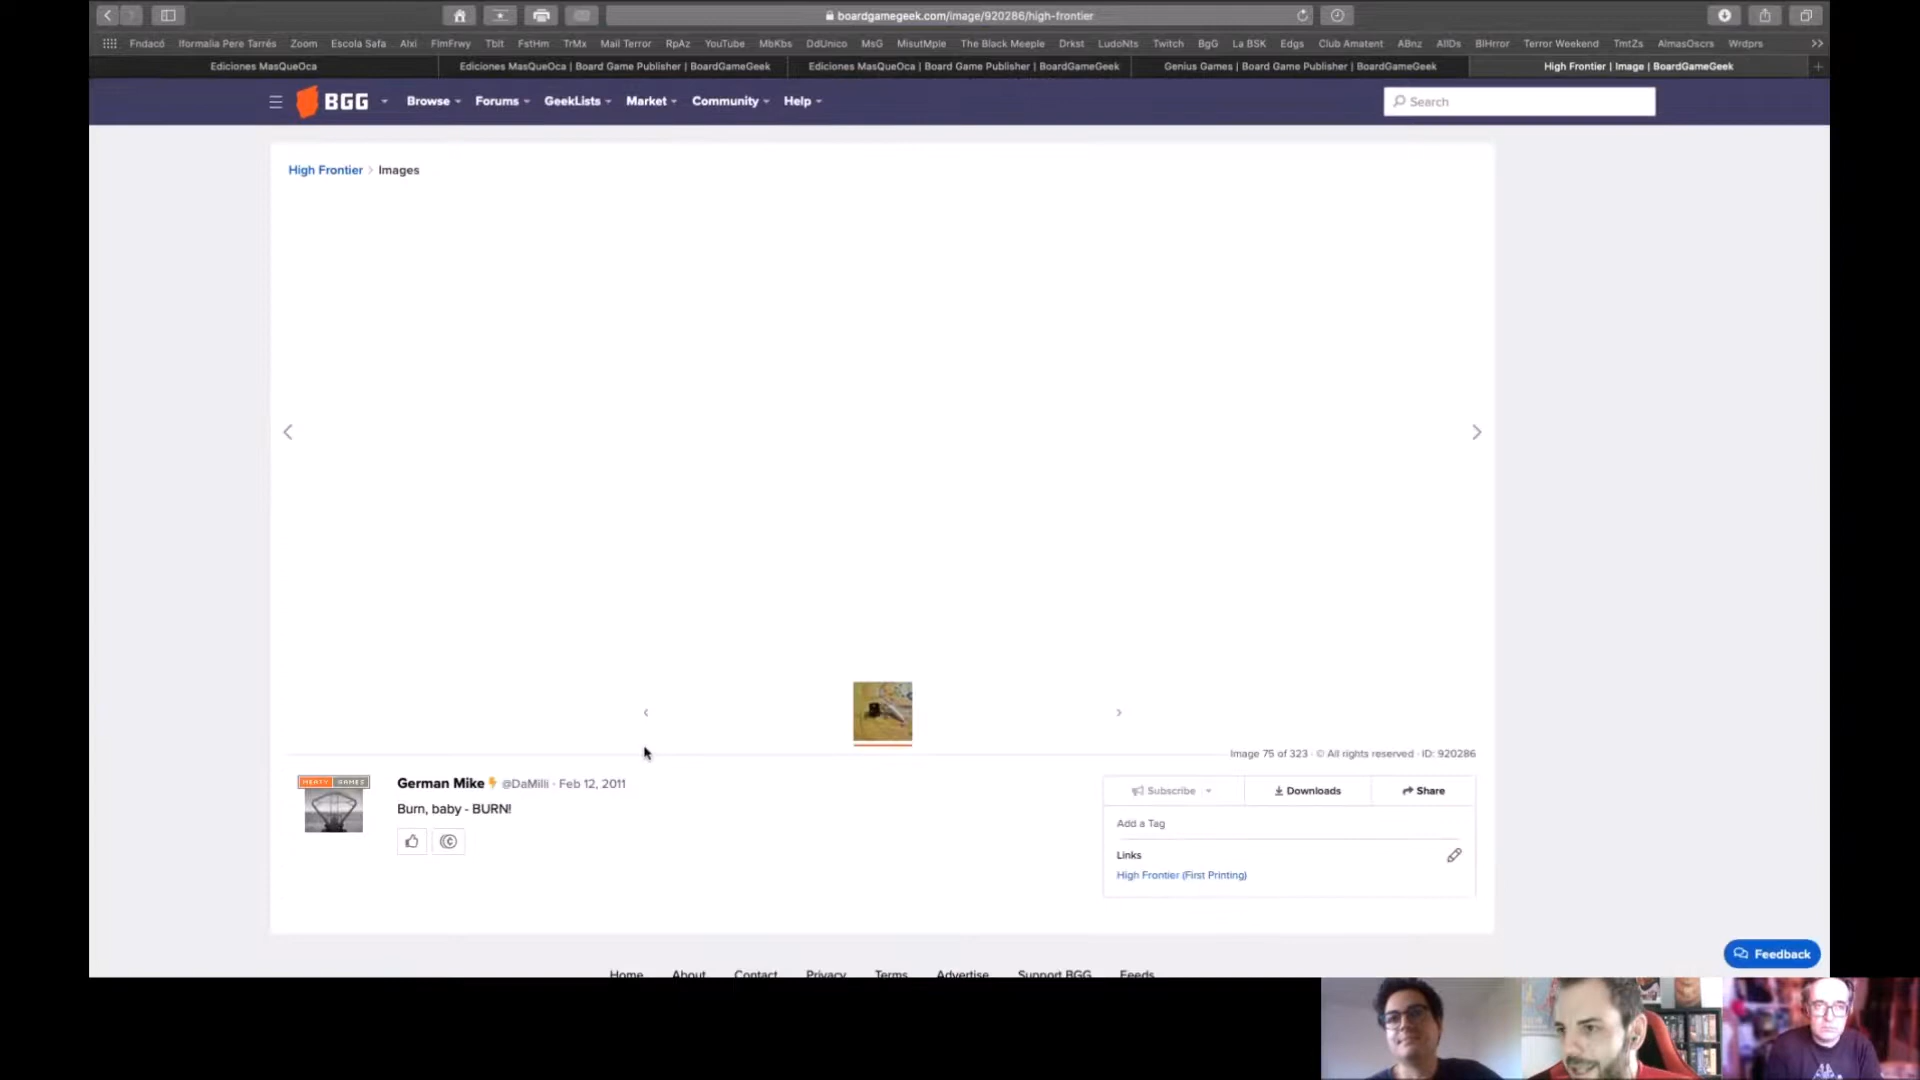 boardgamegeek.com/image/920286/high-frontier
Fndacó Iformalia Pere Tarrés Zoom Escola Safa Alxi FlmFrwy Tblt FstHm TrMx Mail Terror RpAz YouTube MbKbs DdUnico MsG MisutMple The Black Meeple Drkst LudoNts Twitch BgG La BSK Edgs Club Amatent ABnz AllDs BlHrror Terror Weekend TmtZs AlmasOscrs Wrdprs
Ediciones MasQueOca Ediciones MasQueOca | Board Game Publisher | BoardGameGeek Ediciones MasQueOca | Board Game Publisher | BoardGameGeek Genius Games | Board Game Publisher | BoardGameGeek High Frontier | Image | BoardGameGeek
BGG Browse Forums GeekLists Market Community Help Search
High Frontier > Images
Image 75 of 323 · © All rights reserved · ID: 920286
German Mike @DaMilli · Feb 12, 2011
Burn, baby - BURN!
Subscribe Downloads Share
Add a Tag
Links
High Frontier (First Printing)
Feedback
Home About Contact Privacy Terms Advertise Support BGG Feeds